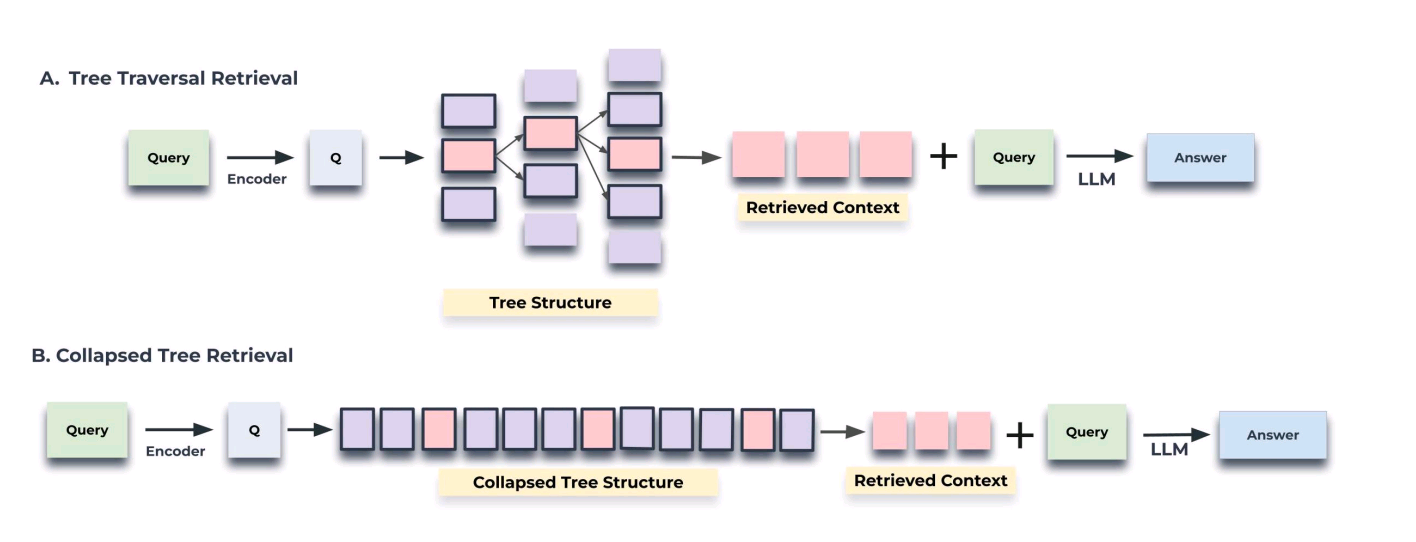 A. Tree Traversal Retrieval
Query
Encoder
Q
Retrieved Context
Query
LLM
Answer
Tree Structure
B. Collapsed Tree Retrieval
Query
Encoder
Q
Collapsed Tree Structure
Retrieved Context
+
Query
LLM
Answer